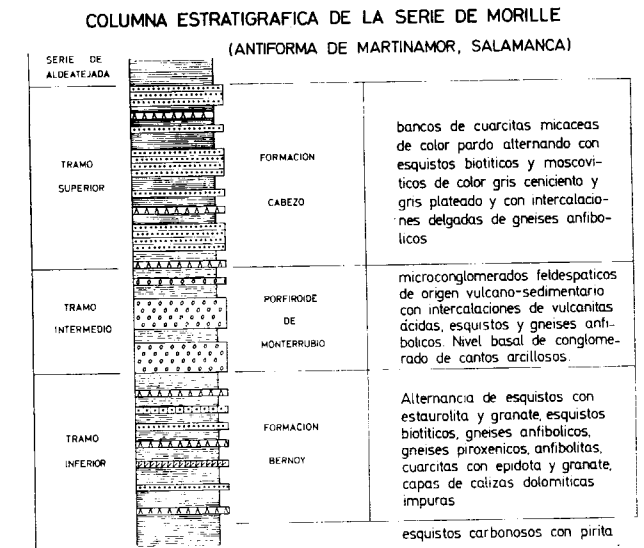 COLUMNA ESTRATIGRAFICA DE LA SERIE DE MORILLE
(ANTIFORMA DE MARTINAMOR, SALAMANCA)
SERIE DE
ALDEATEJADA
TRAMO
SUPERIOR
FORMACION
CABEZO
bancos de cuarcitas micaceas
de color pardo alternando con
esquistos biotiticos y moscovi-
ticos de color gris ceniciento y
gris plateado y con intercalacio-
nes delgadas de gneises anfibo-
licos
TRAMO
INTERMEDIO
PORFIROIDE
DE
MONTERRUBIO
microconglomerados feldespaticos
de origen vulcano-sedimentario
con intercalaciones de vulcanitas
ácidas, esquistos y gneises anfi-
bolicos. Nivel basal de conglome-
rado de cantos arcillosos.
TRAMO
INFERIOR
FORMACION
BERNOY
Alternancia de esquistos con
estaurolita y granate, esquistos
biotiticos, gneises anfibolicos,
gneises piroxenicos, anfibolitas,
cuarcitas con epidota y granate,
capas de calizas dolomiticas
impuras
esquistos carbonosos con pirita